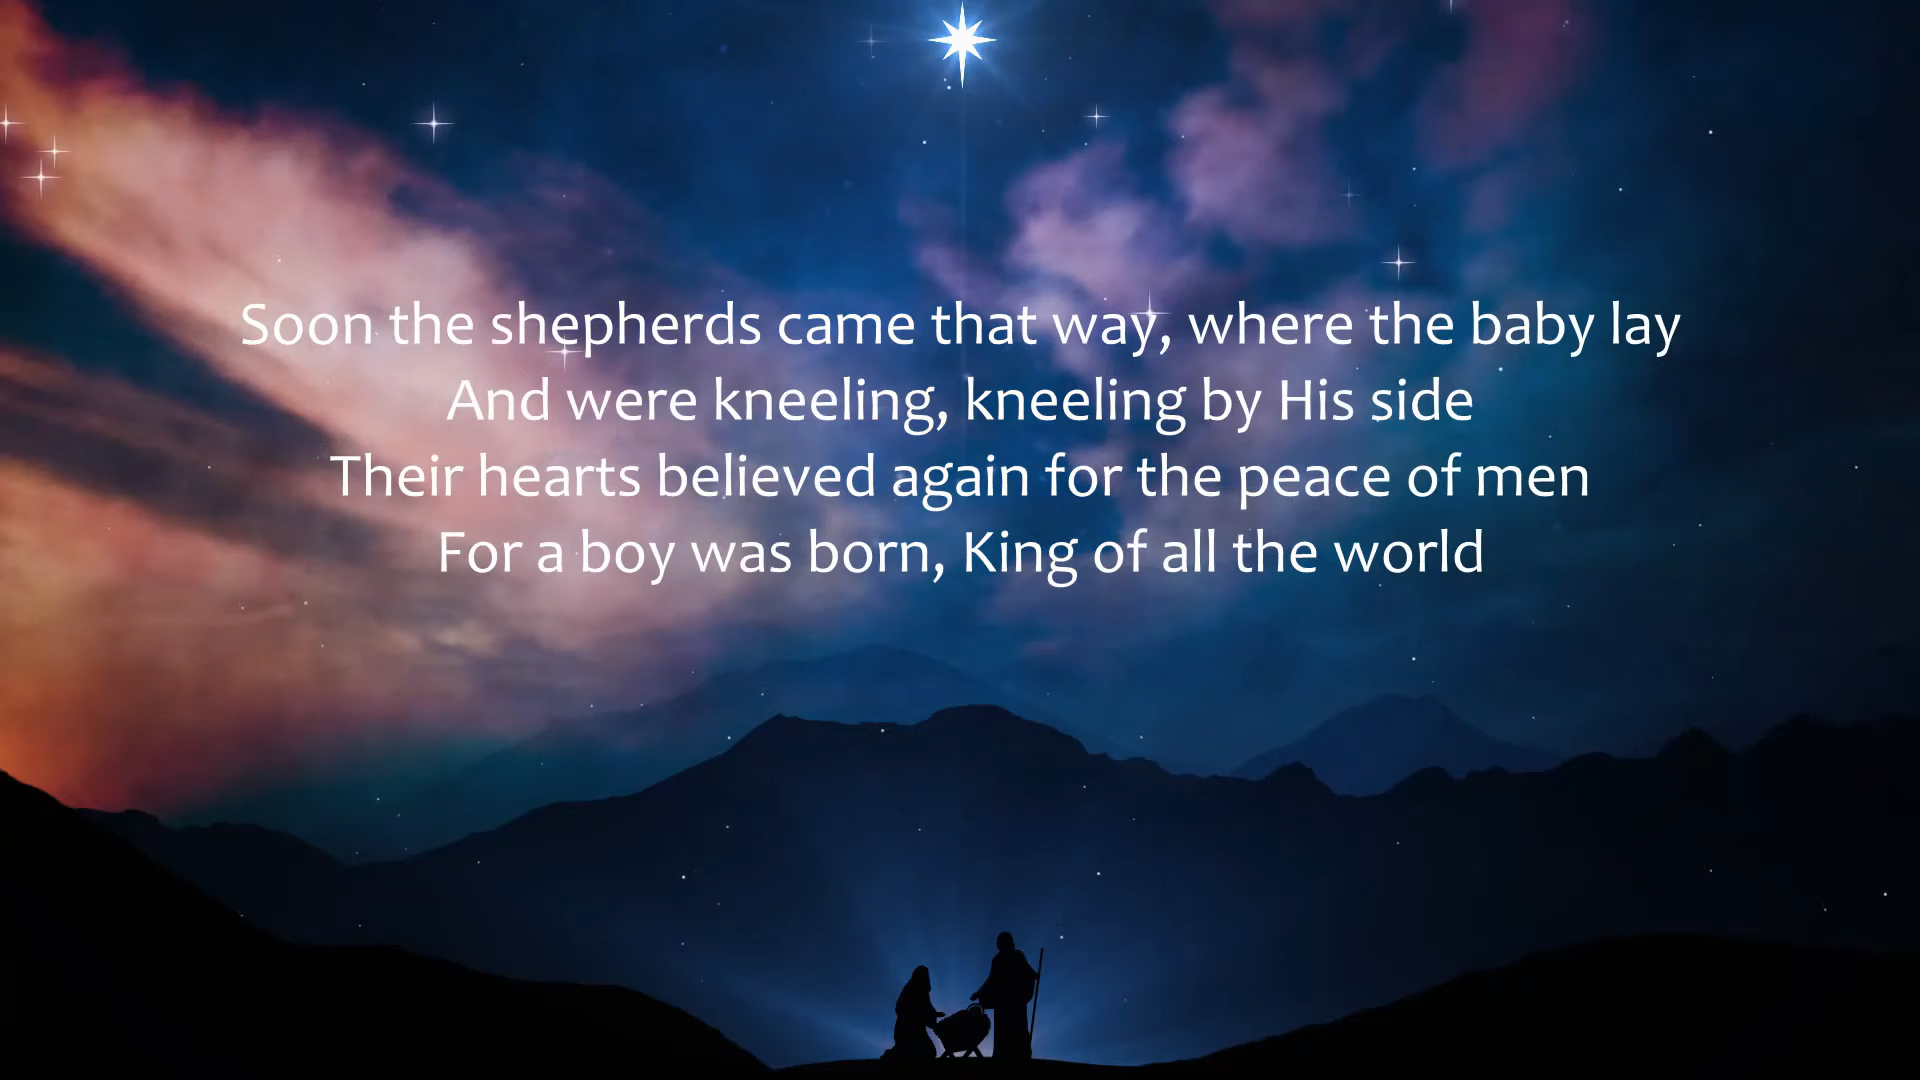 Soon the shepherds came that way, where the baby lay
And were kneeling, kneeling by His side
Their hearts believed again for the peace of men
For a boy was born, King of all the world